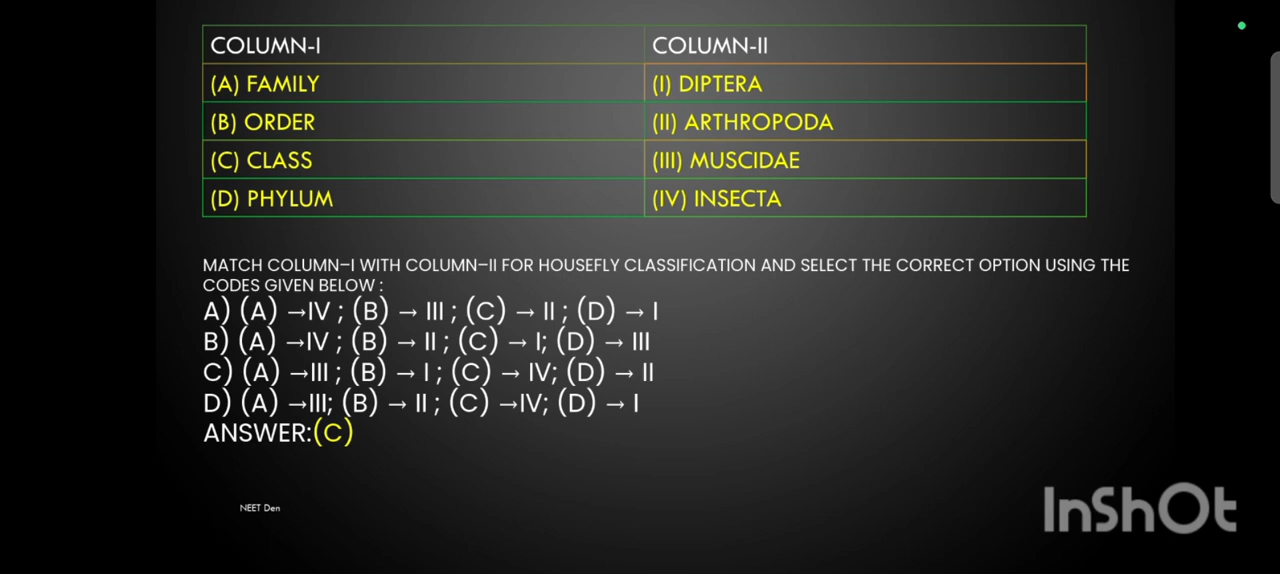 COLUMN-I COLUMN-II
(A) FAMILY (I) DIPTERA
(B) ORDER (II) ARTHROPODA
(C) CLASS (III) MUSCIDAE
(D) PHYLUM (IV) INSECTA
MATCH COLUMN–I WITH COLUMN–II FOR HOUSEFLY CLASSIFICATION AND SELECT THE CORRECT OPTION USING THE
CODES GIVEN BELOW :
A) (A) →IV ; (B) → III ; (C) → II ; (D) → I
B) (A) →IV ; (B) → II ; (C) → I; (D) → III
C) (A) →III ; (B) → I ; (C) → IV; (D) → II
D) (A) →III; (B) → II ; (C) →IV; (D) → I
ANSWER:(C)
NEET Den
InShOt